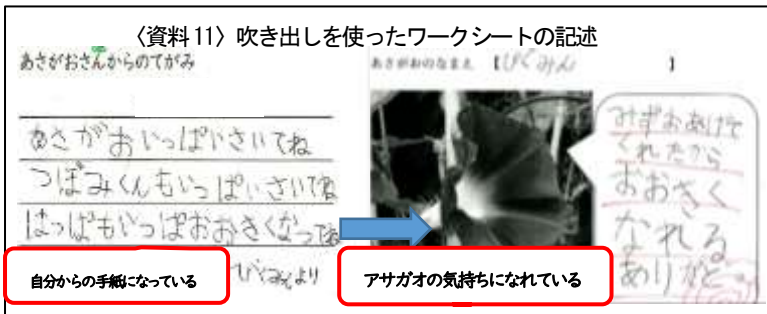 〈資料11〉吹き出しを使ったワークシートの記述
あさがおさんからのてがみ
あさがおいっぱいさいてね
つぼみくんもいっぱいさいてね
はっぱもいっぱおおきくなってね
より
自分からの手紙になっている
あさがおのなまえ【ぴくみん】
みずおあげて
くれたから
おおきく
なれる
ありがと
アサガオの気持ちになれている